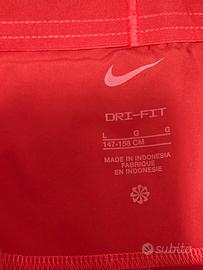 DRI-FIT
L G G
147-158 CM
MADE IN INDONESIA
FABRIQUÉ EN INDONÉSIE
subito